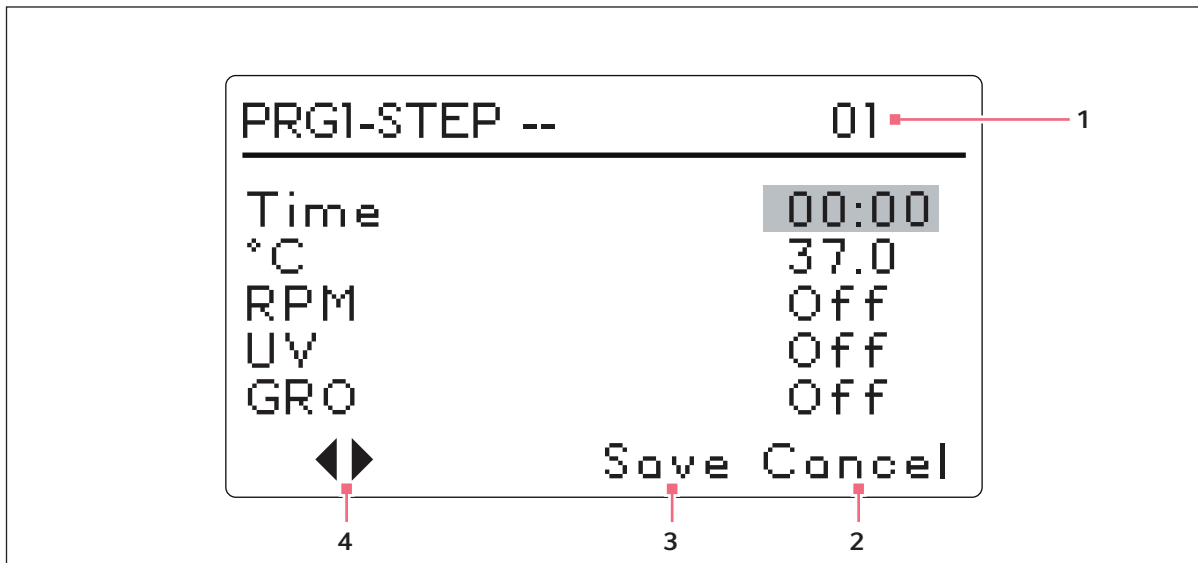 PRG1-STEP -- 01 1
Time 00:00
°C 37.0
RPM Off
UV Off
GRO Off
Save Cancel
4 3 2